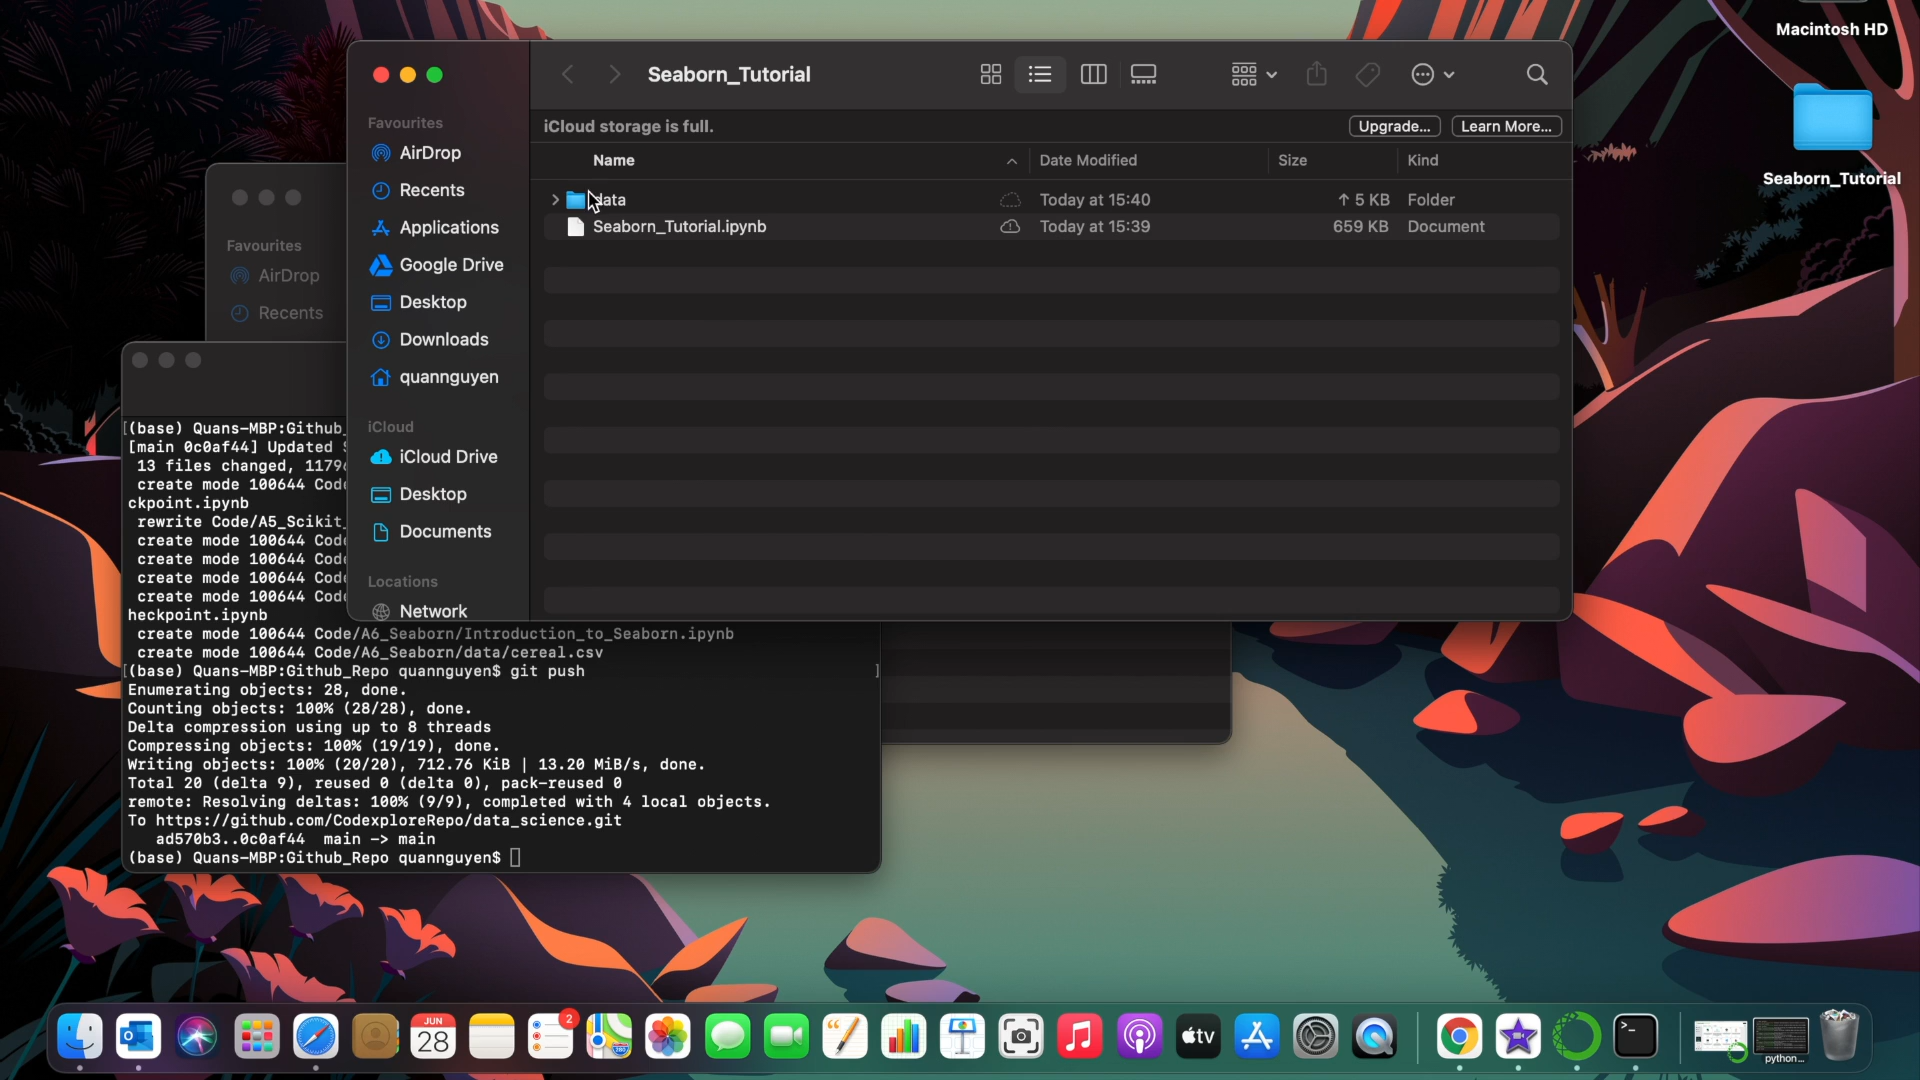 Macintosh HD
Seaborn_Tutorial
Seaborn_Tutorial
iCloud storage is full.
Upgrade...
Learn More...
Name
Date Modified
Size
Kind
data
Today at 15:40
↑ 5 KB
Folder
Seaborn_Tutorial.ipynb
Today at 15:39
659 KB
Document
Favourites
AirDrop
Recents
Applications
Google Drive
Desktop
Downloads
quannguyen
iCloud
iCloud Drive
Desktop
Documents
Locations
Network
Favourites
AirDrop
Recents
[(base) Quans-MBP:Github_
[main 0c0af44] Updated
13 files changed,
create mode 100644
ckpoint.ipynb
rewrite Code/A5_Scikit_
create mode 100644
create mode 100644
create mode 100644
create mode 100644
heckpoint.ipynb
create mode 100644 Code/A6_Seaborn/Introduction_to_Seaborn.ipynb
create mode 100644 Code/A6_Seaborn/data/cereal.csv
[(base) Quans-MBP:Github_Repo quannguyen$ git push ]
Enumerating objects: 28, done.
Counting objects: 100% (28/28), done.
Delta compression using up to 8 threads
Compressing objects: 100% (19/19), done.
Writing objects: 100% (20/20), 712.76 KiB | 13.20 MiB/s, done.
Total 20 (delta 9), reused 0 (delta 0), pack-reused 0
remote: Resolving deltas: 100% (9/9), completed with 4 local objects.
To https://github.com/CodexploreRepo/data_science.git
ad570b3..0c0af44  main -> main
(base) Quans-MBP:Github_Repo quannguyen$
JUN
28
2
tv
python...